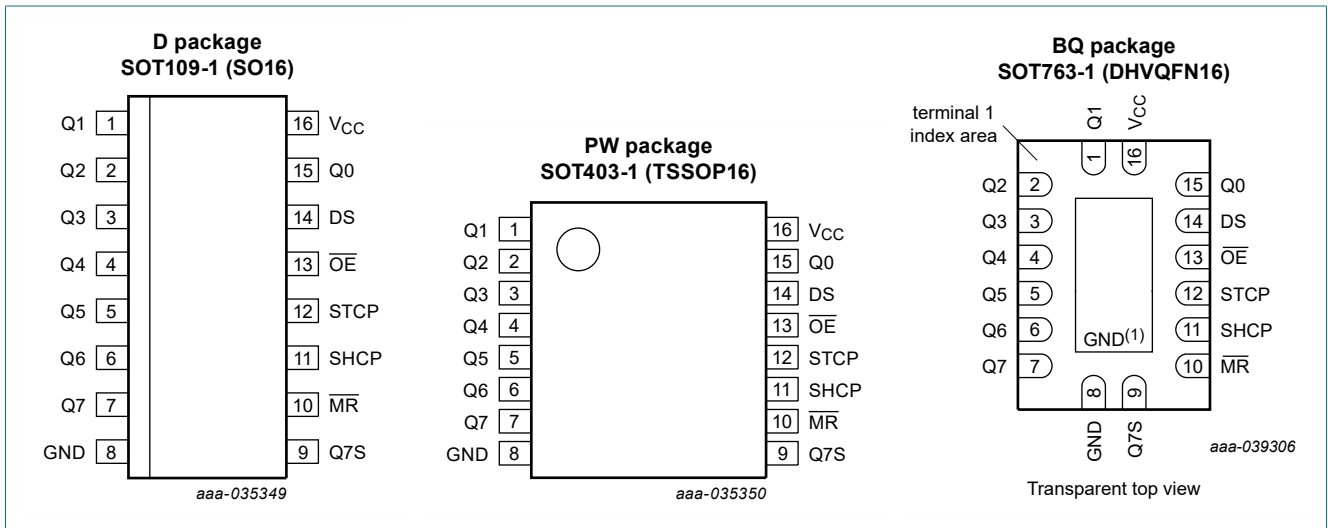 D package
SOT109-1 (SO16)
Q1 1 16 VCC
Q2 2 15 Q0
Q3 3 14 DS
Q4 4 13 O̅E̅
Q5 5 12 STCP
Q6 6 11 SHCP
Q7 7 10 M̅R̅
GND 8 9 Q7S
aaa-035349
PW package
SOT403-1 (TSSOP16)
Q1 1 16 VCC
Q2 2 15 Q0
Q3 3 14 DS
Q4 4 13 O̅E̅
Q5 5 12 STCP
Q6 6 11 SHCP
Q7 7 10 M̅R̅
GND 8 9 Q7S
aaa-035350
BQ package
SOT763-1 (DHVQFN16)
terminal 1
index area
Q1 VCC
1 16
Q2 2 15 Q0
Q3 3 14 DS
Q4 4 13 O̅E̅
Q5 5 12 STCP
Q6 6 11 SHCP
GND(1)
Q7 7 10 M̅R̅
8 9
GND Q7S
aaa-039306
Transparent top view